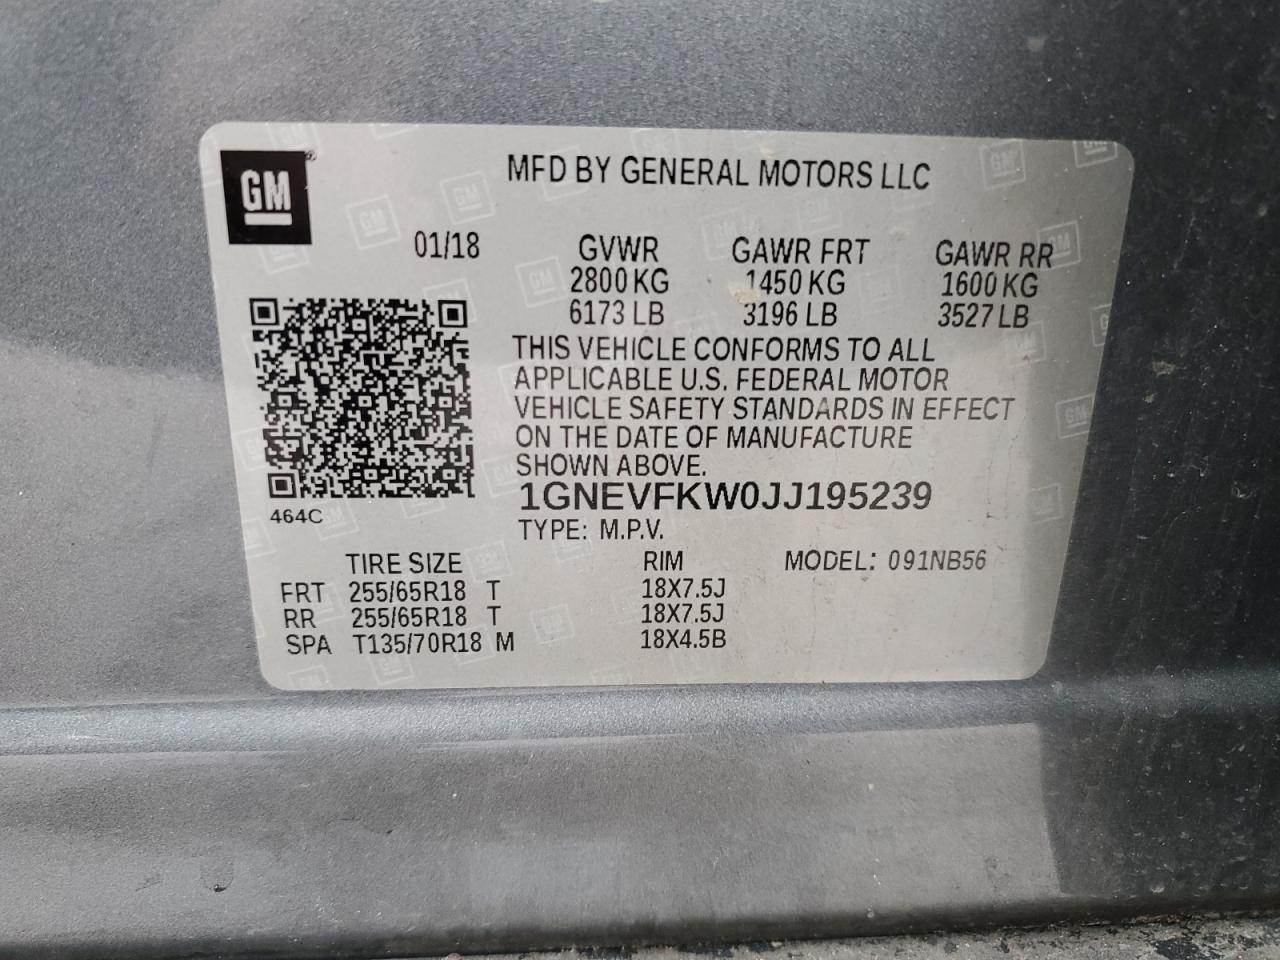 GM
MFD BY GENERAL MOTORS LLC
01/18 GVWR GAWR FRT GAWR RR
2800 KG 1450 KG 1600 KG
6173 LB 3196 LB 3527 LB
THIS VEHICLE CONFORMS TO ALL
APPLICABLE U.S. FEDERAL MOTOR
VEHICLE SAFETY STANDARDS IN EFFECT
ON THE DATE OF MANUFACTURE
SHOWN ABOVE.
1GNEVFKW0JJ195239
464C
TYPE: M.P.V.
TIRE SIZE RIM MODEL: 091NB56
FRT 255/65R18 T 18X7.5J
RR 255/65R18 T 18X7.5J
SPA T135/70R18 M 18X4.5B